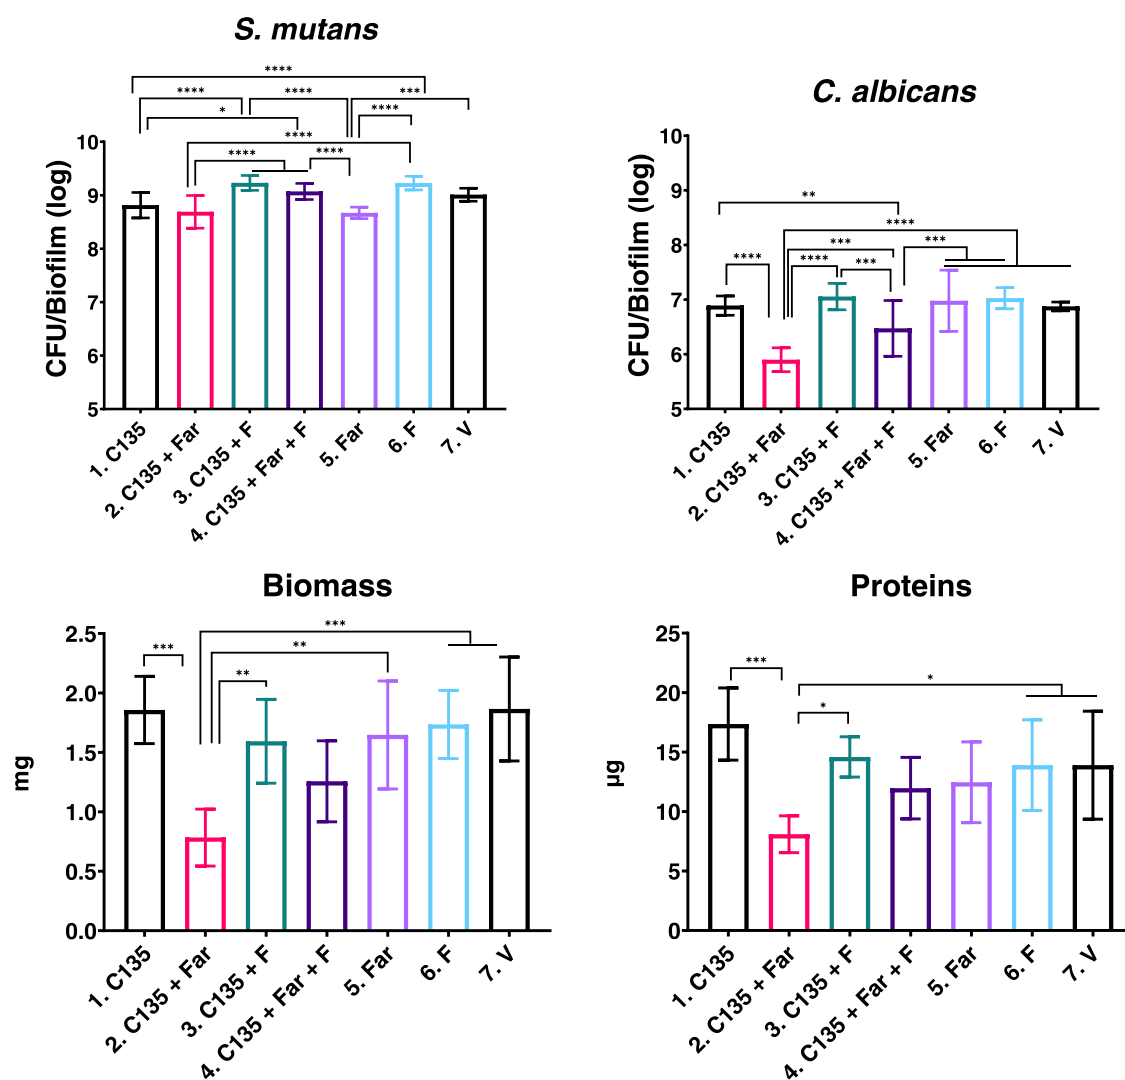 S. mutans
****
****
****
***
*
****
****
****
****
CFU/Biofilm (log)
10
9
8
7
6
5
1. C135
2. C135 + Far
3. C135 + F
4. C135 + Far + F
5. Far
6. F
7. V
C. albicans
**
****
***
***
****
****
***
CFU/Biofilm (log)
10
9
8
7
6
5
1. C135
2. C135 + Far
3. C135 + F
4. C135 + Far + F
5. Far
6. F
7. V
Biomass
***
**
***
**
mg
2.5
2.0
1.5
1.0
0.5
0.0
1. C135
2. C135 + Far
3. C135 + F
4. C135 + Far + F
5. Far
6. F
7. V
Proteins
***
*
*
µg
25
20
15
10
5
0
1. C135
2. C135 + Far
3. C135 + F
4. C135 + Far + F
5. Far
6. F
7. V